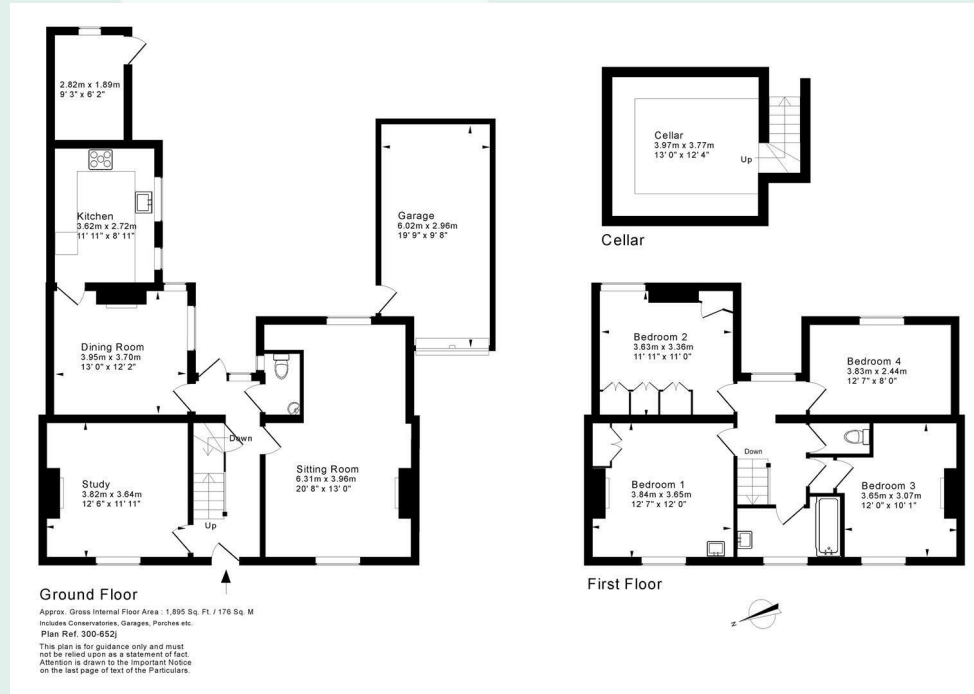 2.82m x 1.89m
9' 3" x 6' 2"
Kitchen
3.62m x 2.72m
11' 11" x 8' 11"
Garage
6.02m x 2.96m
19' 9" x 9' 8"
Dining Room
3.95m x 3.70m
13' 0" x 12' 2"
Down
Study
3.82m x 3.64m
12' 6" x 11' 11"
Up
Sitting Room
6.31m x 3.96m
20' 8" x 13' 0"
Ground Floor
Approx. Gross Internal Floor Area : 1,895 Sq. Ft. / 176 Sq. M
Includes Conservatories, Garages, Porches etc.
Plan Ref. 300-652j
This plan is for guidance only and must
not be relied upon as a statement of fact.
Attention is drawn to the Important Notice
on the last page of text of the Particulars.
Cellar
3.97m x 3.77m
13' 0" x 12' 4"
Up
Cellar
Bedroom 2
3.63m x 3.36m
11' 11" x 11' 0"
Bedroom 4
3.83m x 2.44m
12' 7" x 8' 0"
Down
Bedroom 1
3.84m x 3.65m
12' 7" x 12' 0"
Bedroom 3
3.65m x 3.07m
12' 0" x 10' 1"
First Floor
N